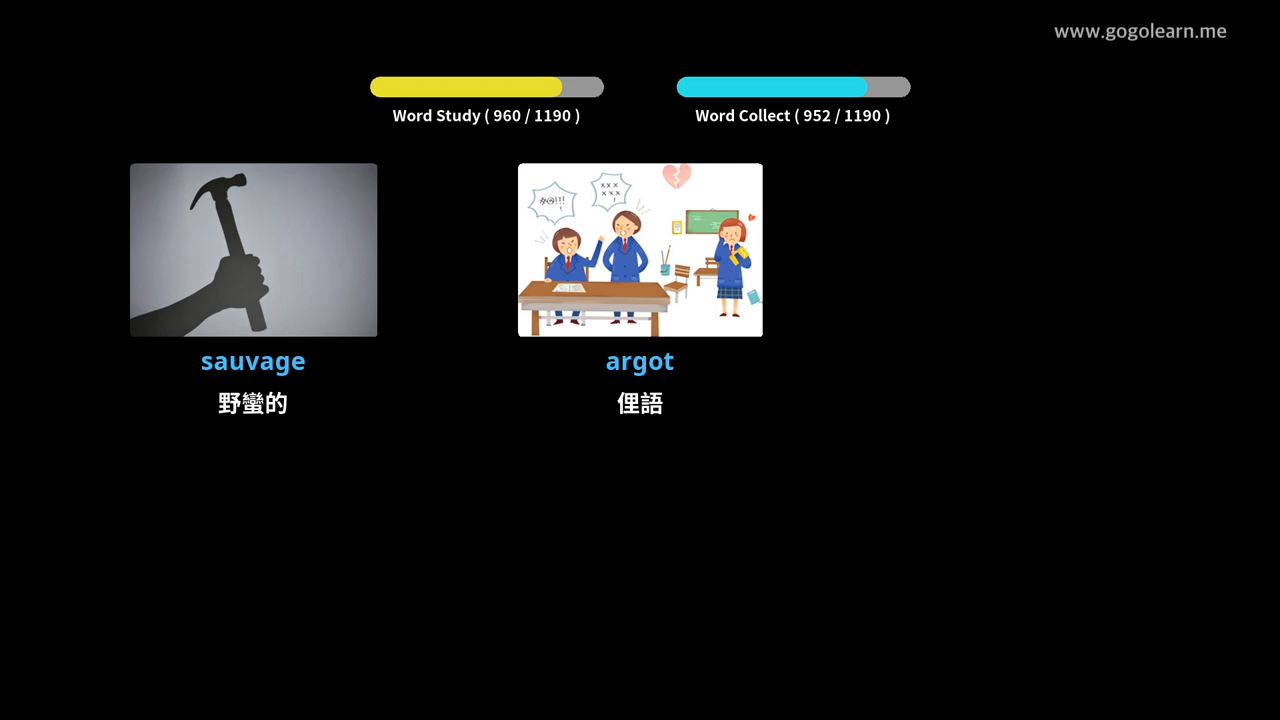 www.gogolearn.me
Word Study ( 960 / 1190 )
Word Collect ( 952 / 1190 )
#@!!!
!
x x x
x x x
!
sauvage
argot
野蠻的
俚語